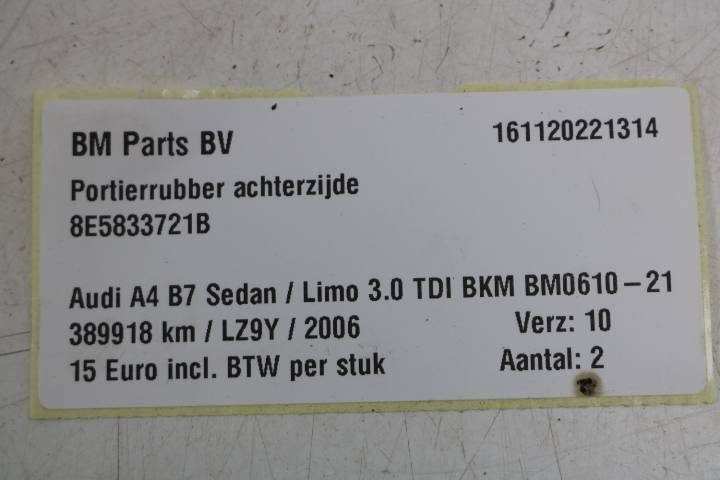 BM Parts BV 161120221314
Portierrubber achterzijde
8E5833721B
Audi A4 B7 Sedan / Limo 3.0 TDI BKM BM0610-21
389918 km / LZ9Y / 2006 Verz: 10
15 Euro incl. BTW per stuk Aantal: 2